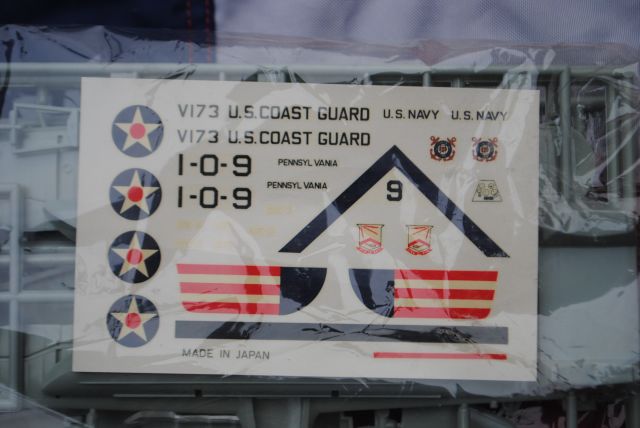 V173 U.S. COAST GUARD U.S. NAVY U.S. NAVY
V173 U.S. COAST GUARD
1-0-9 PENNSYLVANIA
1-0-9 PENNSYLVANIA
9
MADE IN JAPAN